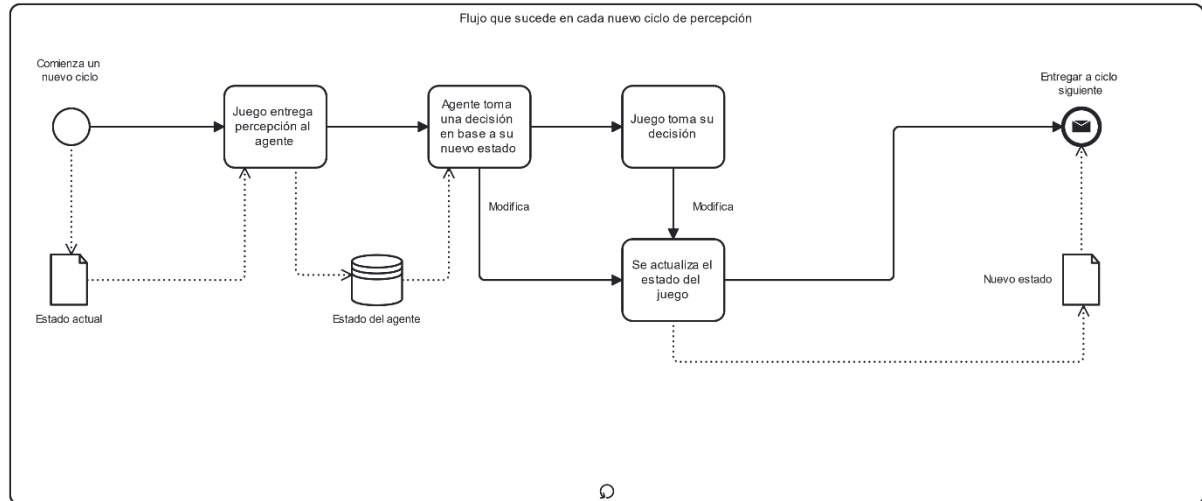 Flujo que sucede en cada nuevo ciclo de percepción
Comienza un
nuevo ciclo
Juego entrega
percepción al
agente
Agente toma
una decisión
en base a su
nuevo estado
Juego toma su
decisión
Entregar a ciclo
siguiente
Modifica
Modifica
Se actualiza el
estado del
juego
Nuevo estado
Estado actual
Estado del agente